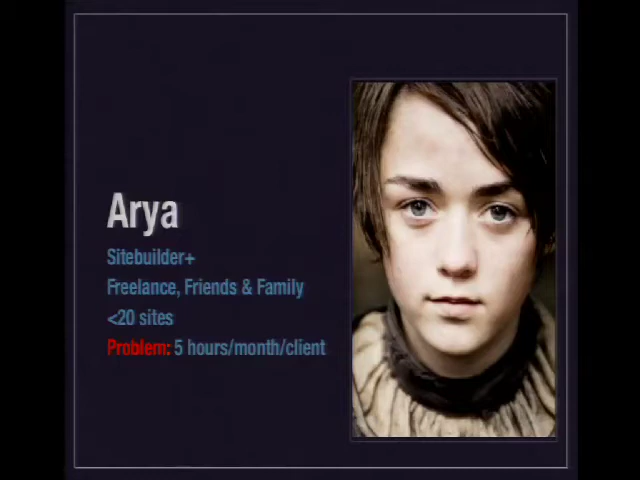 Arya
Sitebuilder+
Freelance, Friends & Family
<20 sites
Problem: 5 hours/month/client